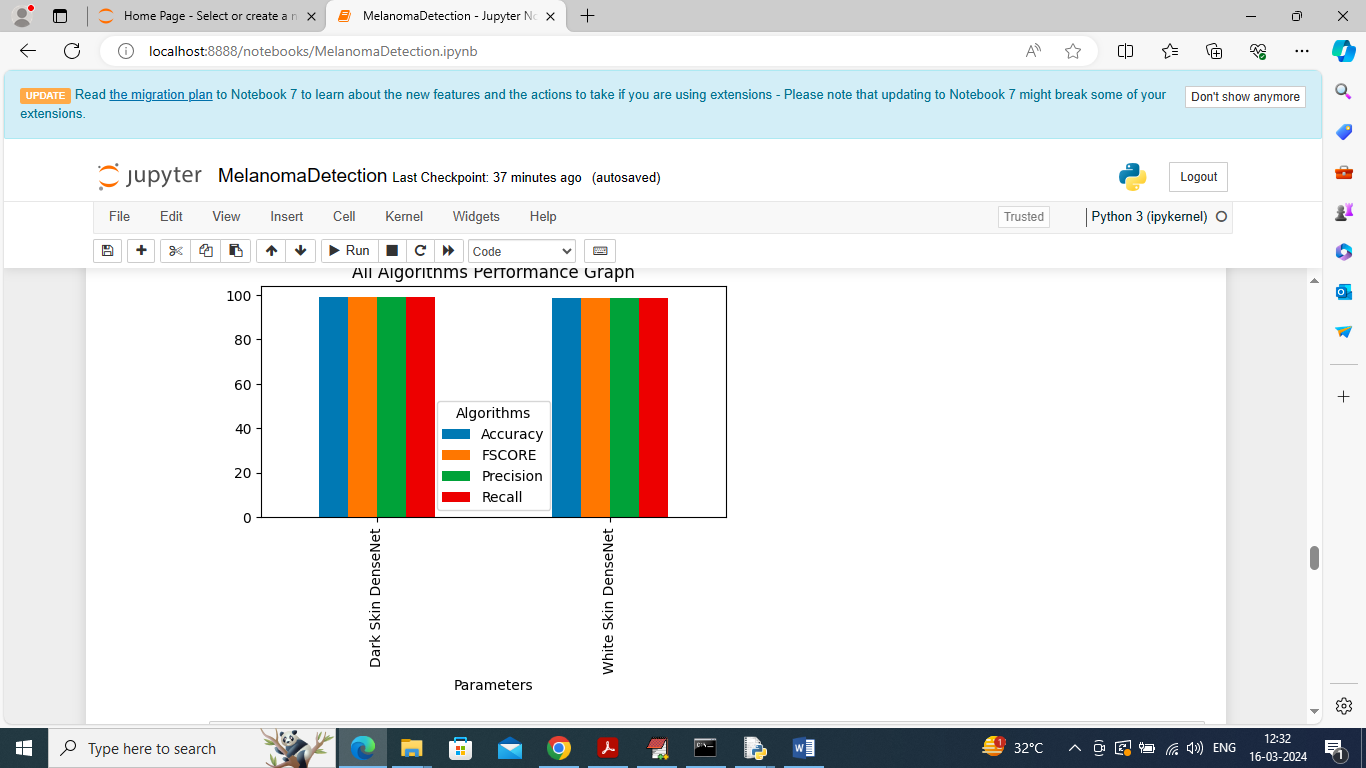 Home Page - Select or create a n
MelanomaDetection - Jupyter No
localhost:8888/notebooks/MelanomaDetection.ipynb
UPDATE Read the migration plan to Notebook 7 to learn about the new features and the actions to take if you are using extensions - Please note that updating to Notebook 7 might break some of your
extensions.
Don't show anymore
jupyter MelanomaDetection Last Checkpoint: 37 minutes ago (autosaved)
Logout
File Edit View Insert Cell Kernel Widgets Help
Trusted
Python 3 (ipykernel)
Run
Code
All Algorithms Performance Graph
100
80
60
40
20
0
Algorithms
Accuracy
FSCORE
Precision
Recall
Dark Skin DenseNet
White Skin DenseNet
Parameters
Type here to search
1
32°C
ENG
12:32
16-03-2024
1